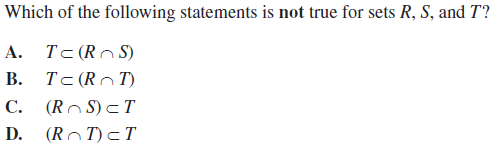 Which of the following statements is not true for sets R, S, and T?
A. T ⊂ (R ∩ S)
B. T ⊂ (R ∩ T)
C. (R ∩ S) ⊂ T
D. (R ∩ T) ⊂ T